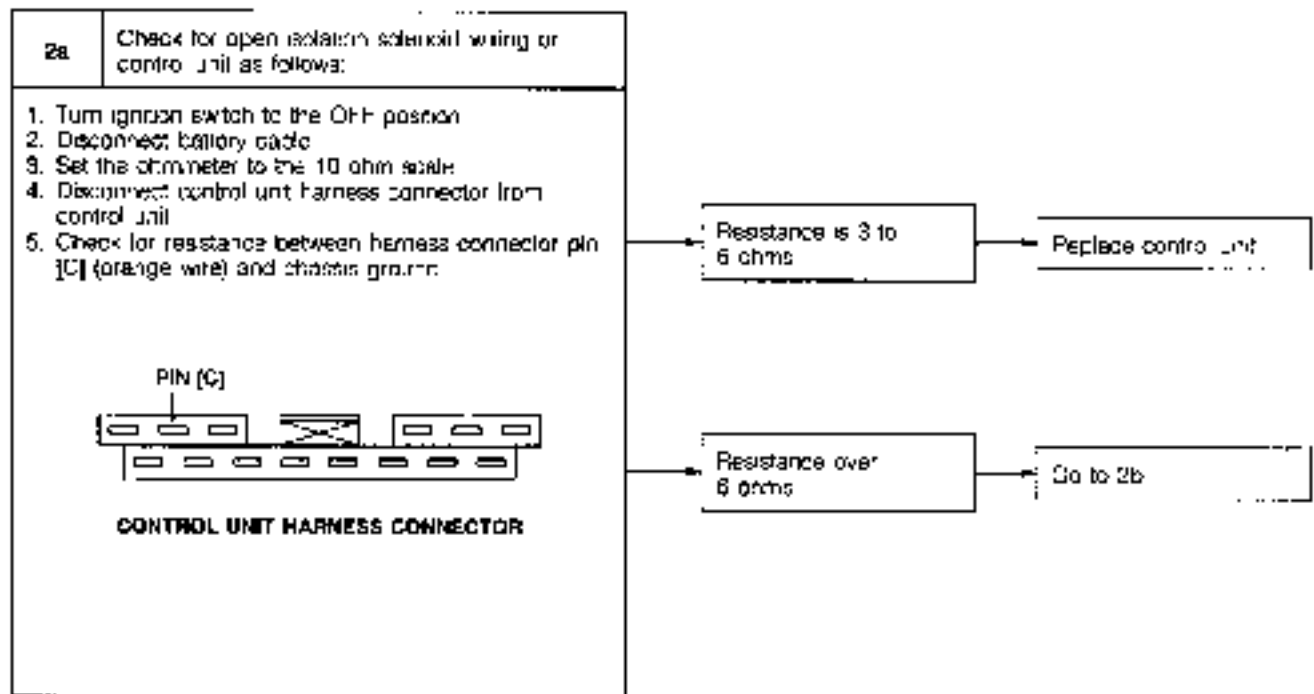 2a
Check for open isolation solenoid wiring or
control unit as follows:
1. Turn ignition switch to the OFF position
2. Disconnect battery cable
3. Set the ohmmeter to the 10 ohm scale
4. Disconnect control unit harness connector from
control unit
5. Check for resistance between harness connector pin
[C] (orange wire) and chassis ground
Resistance is 3 to
6 ohms
Replace control unit
PIN [C]
CONTROL UNIT HARNESS CONNECTOR
Resistance over
6 ohms
Go to 2b